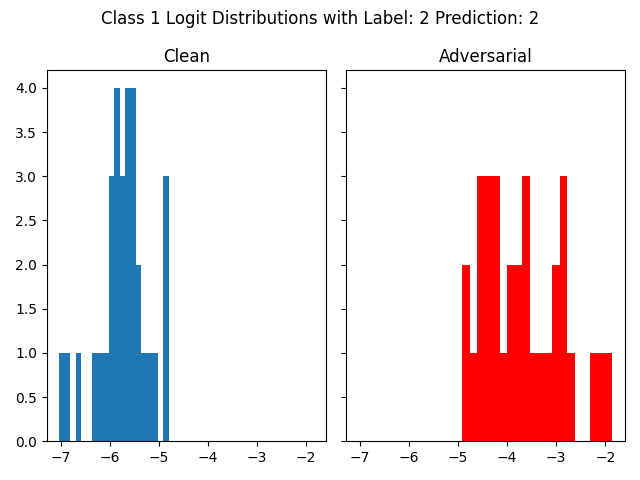 Class 1 Logit Distributions with Label: 2 Prediction: 2
Clean
Adversarial
4.0
3.5
3.0
2.5
2.0
1.5
1.0
0.5
0.0
−7 −6 −5 −4 −3 −2
−7 −6 −5 −4 −3 −2